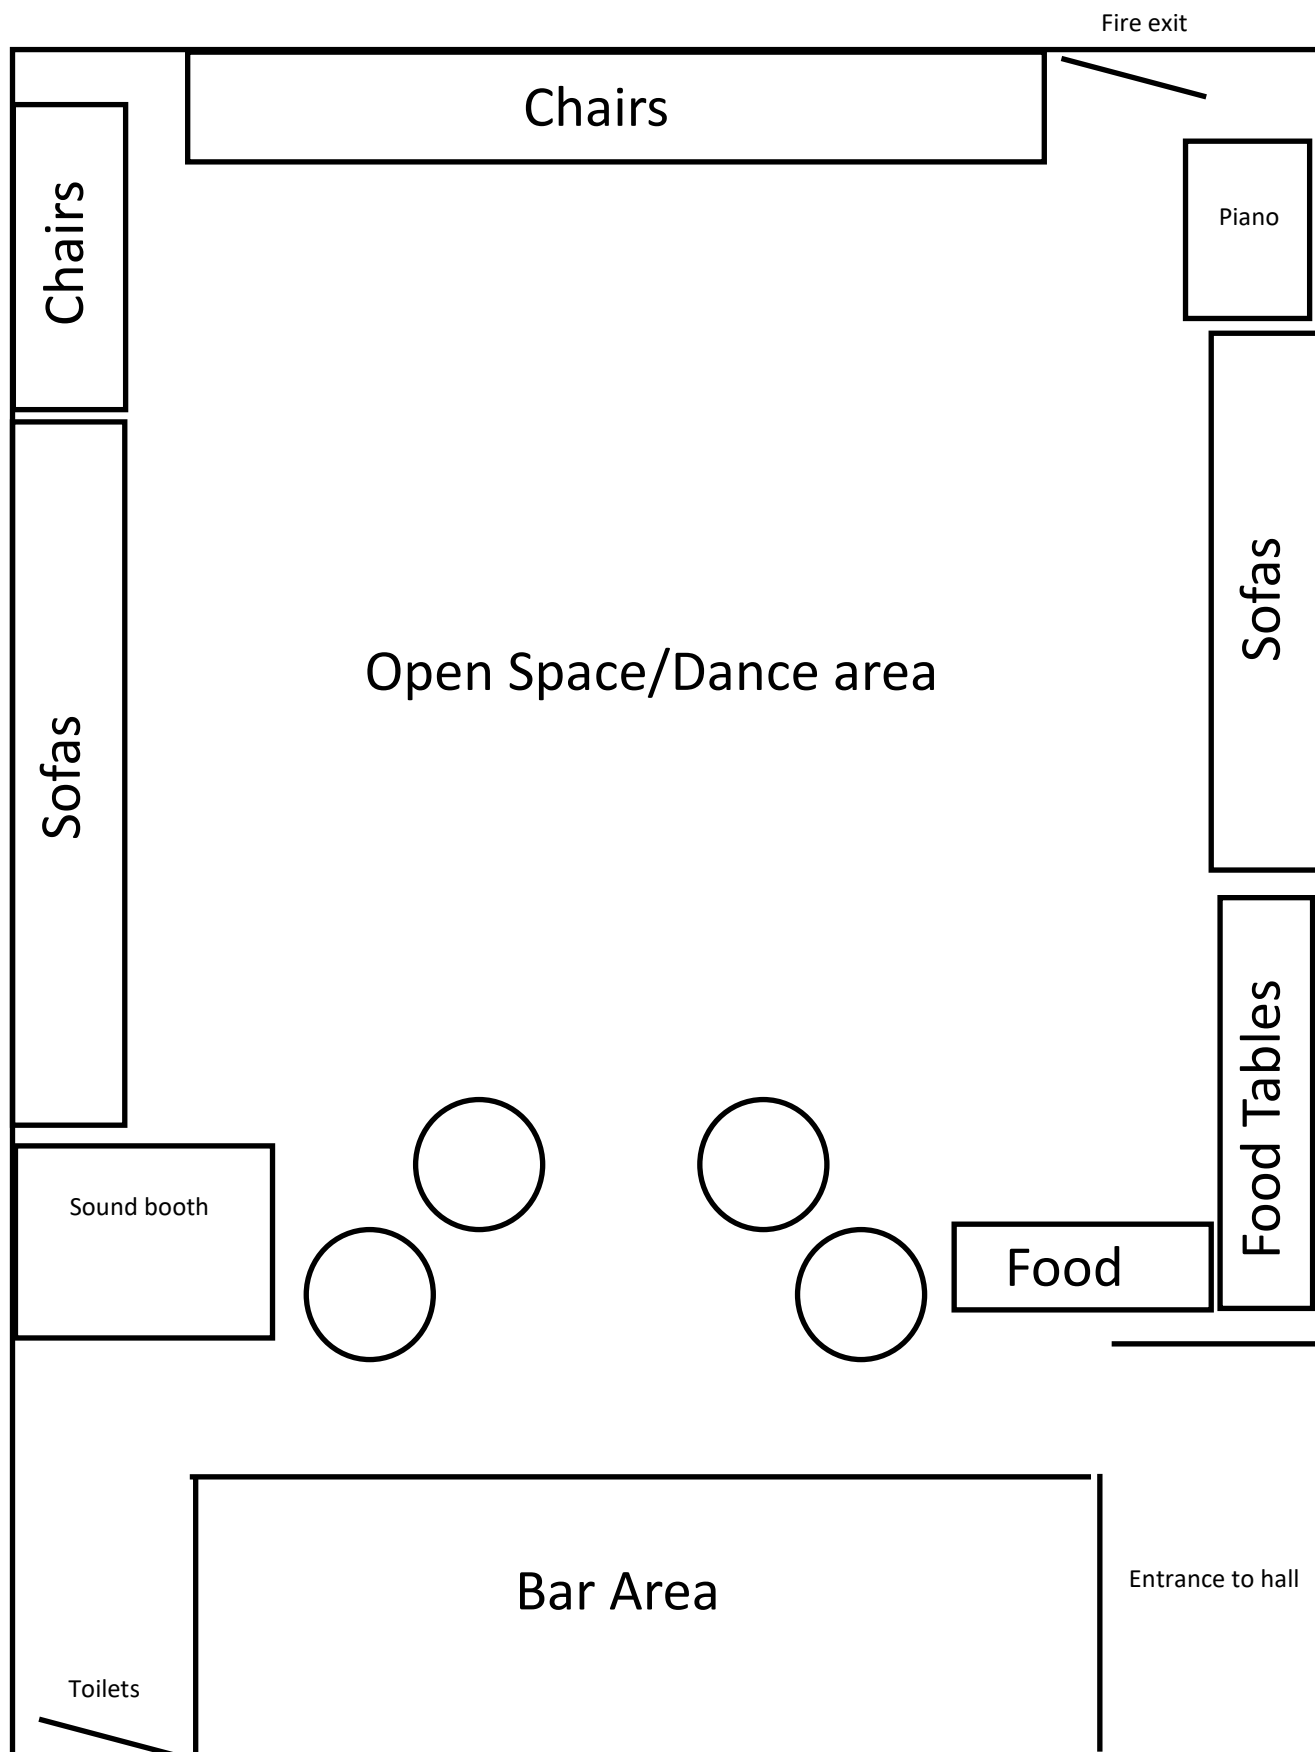 Fire exit
Chairs
Chairs
Piano
Sofas
Open Space/Dance area
Sofas
Food Tables
Sound booth
Food
Entrance to hall
Bar Area
Toilets